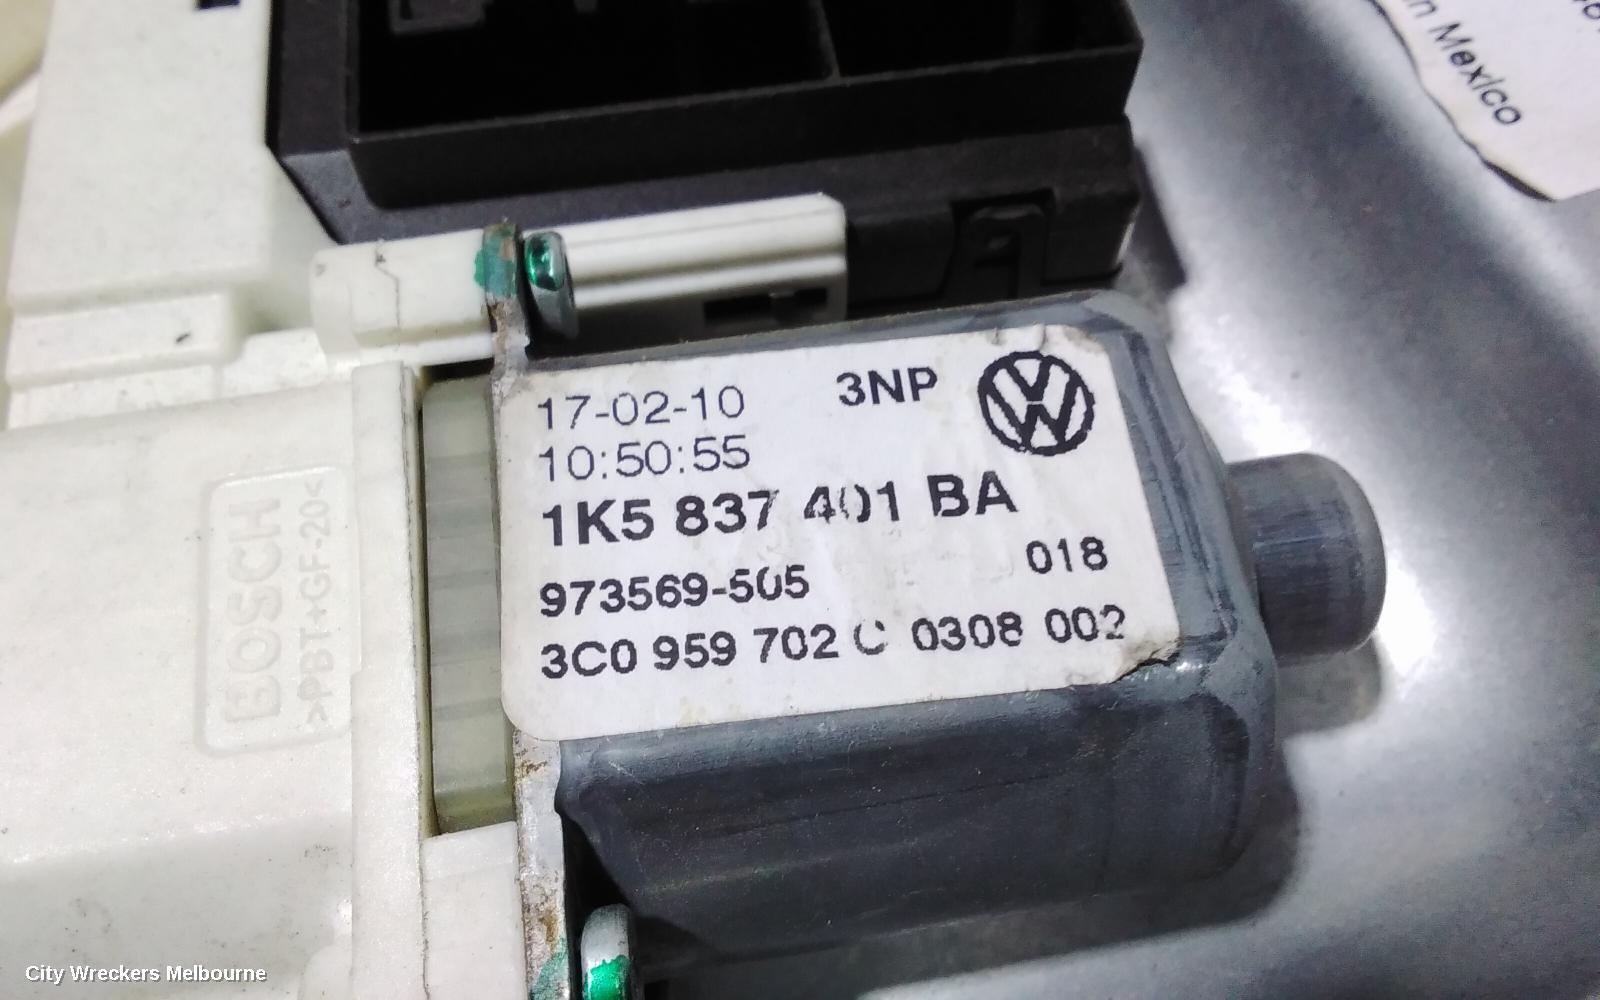 in Mexico
17-02-10
3NP
10:50:55
1K5 837 401 BA
018
973569-505
3C0 959 702 C 0308 002
BOSCH
>PBT+GF-20<
City Wreckers Melbourne